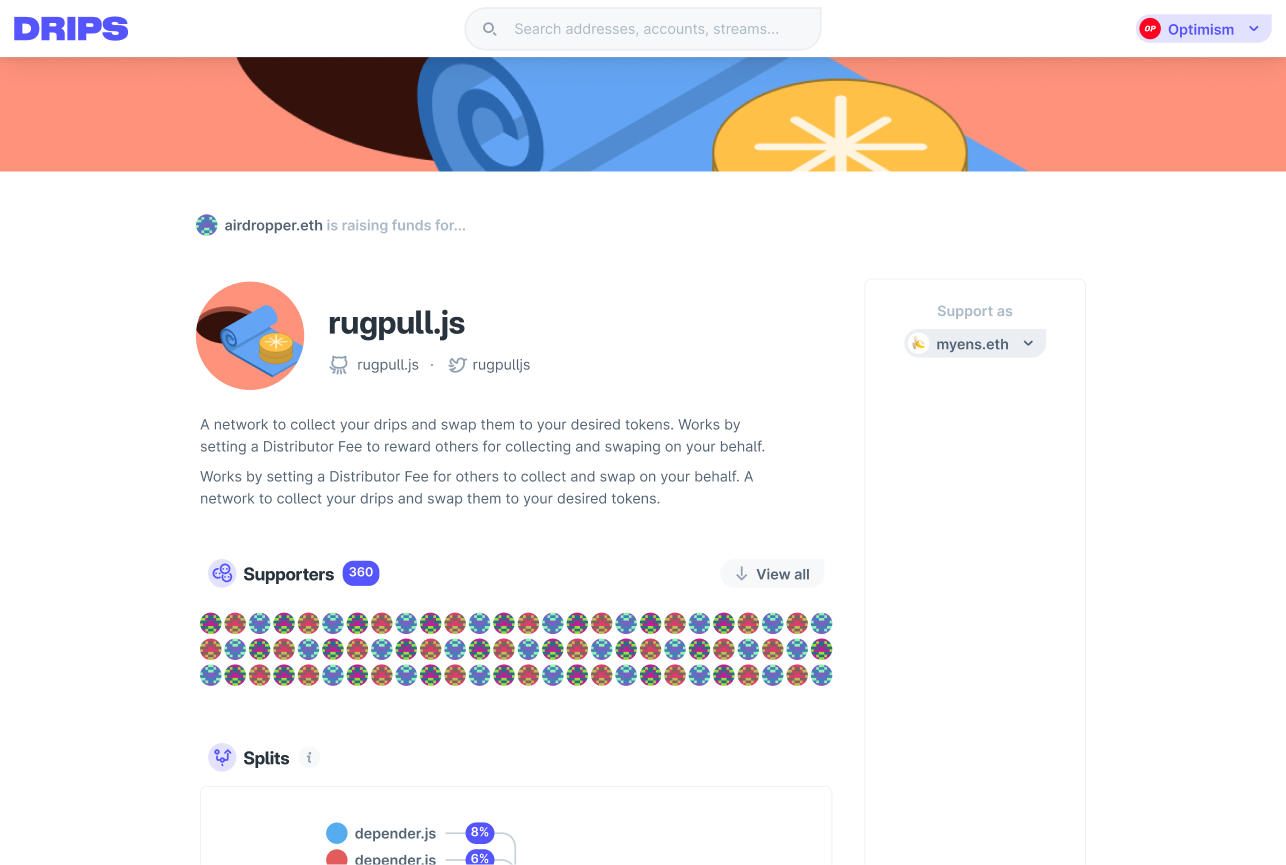 DRIPS
Search addresses, accounts, streams...
OP Optimism
airdropper.eth is raising funds for...
rugpull.js
rugpull.js · rugpulljs
Support as
myens.eth
A network to collect your drips and swap them to your desired tokens. Works by
setting a Distributor Fee to reward others for collecting and swaping on your behalf.
Works by setting a Distributor Fee for others to collect and swap on your behalf. A
network to collect your drips and swap them to your desired tokens.
Supporters 360
View all
Splits i
depender.js 8%
depender.js 6%